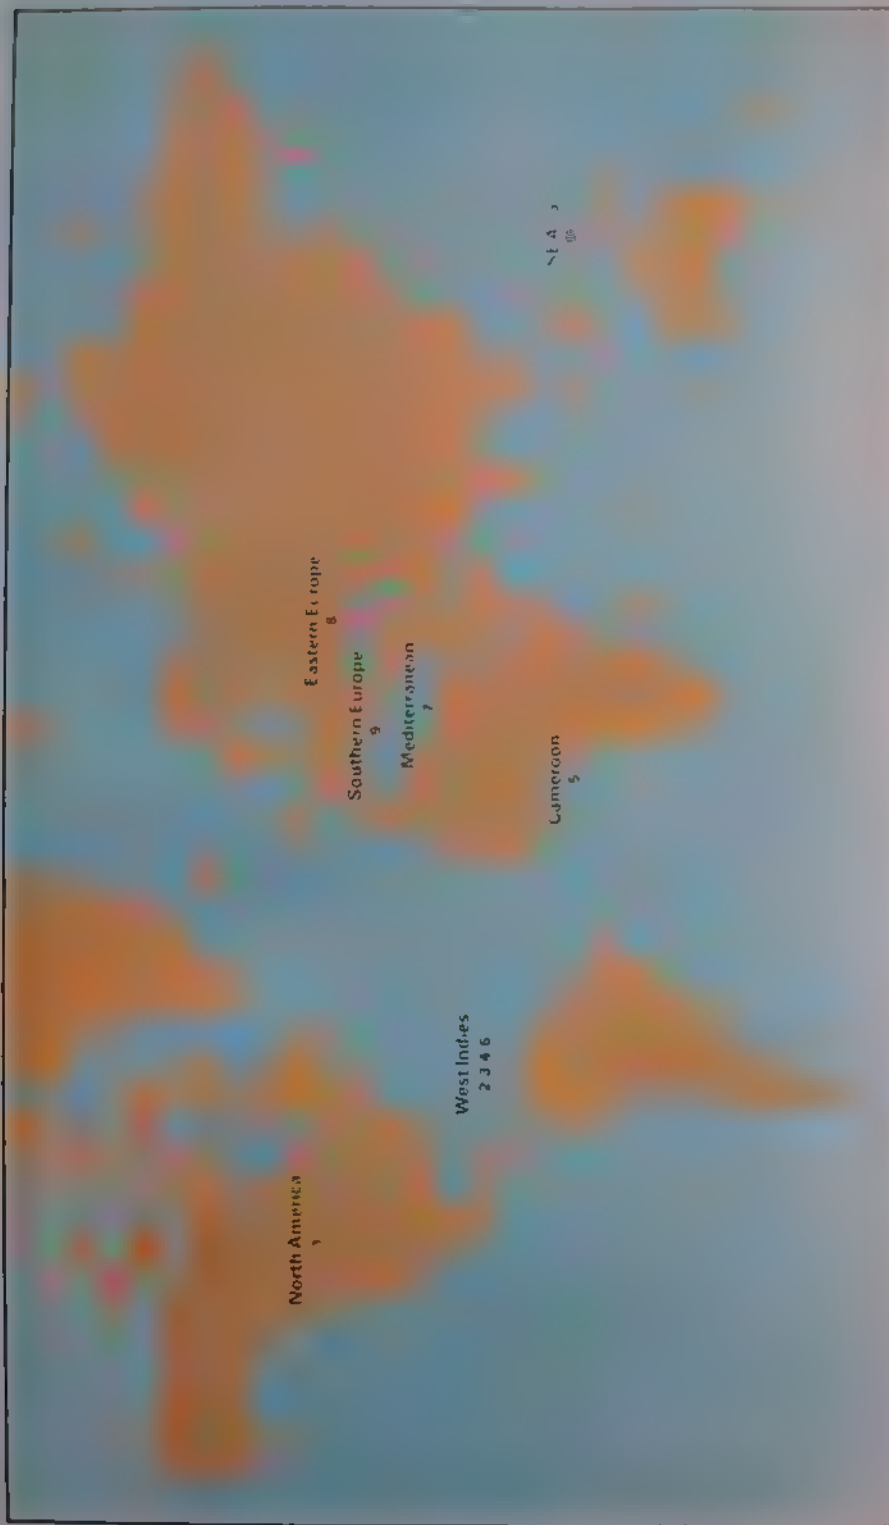 Eastern Europe
8
Southern Europe
9
Mediterranean
7
Cameroon
5
West Indies
2 3 4 6
North America
1